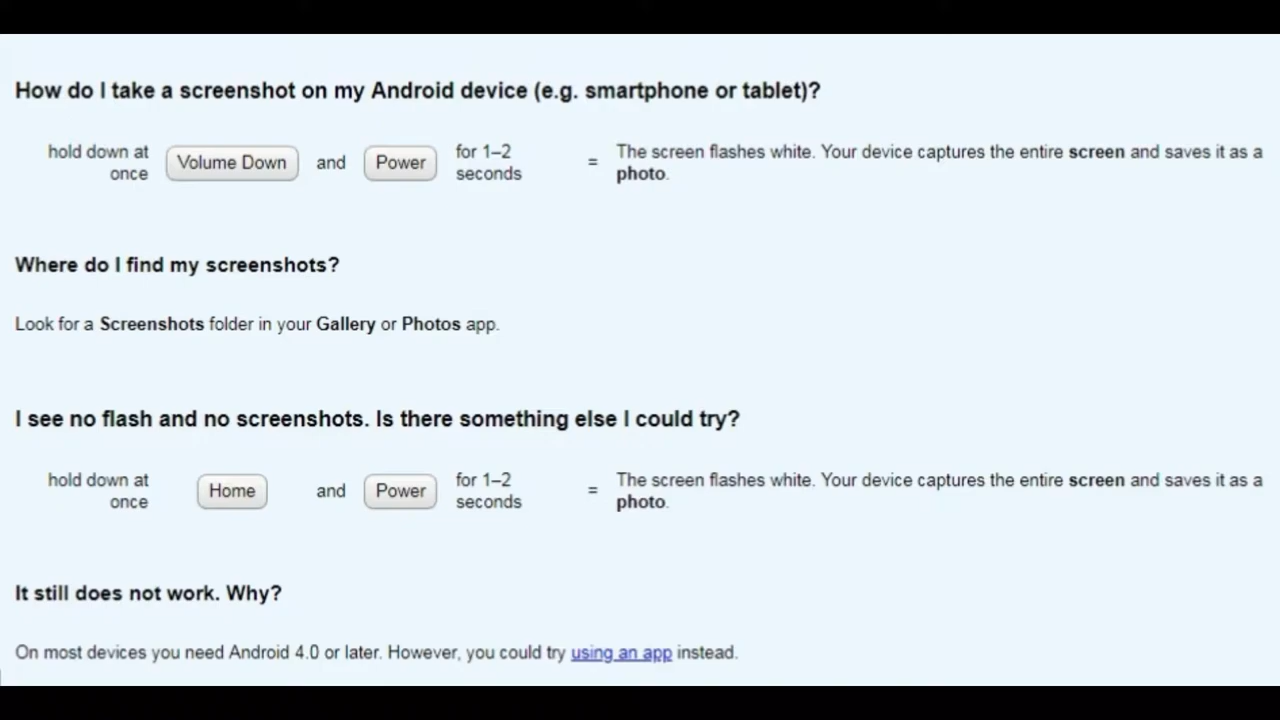 How do I take a screenshot on my Android device (e.g. smartphone or tablet)?
hold down at once Volume Down and Power for 1–2 seconds = The screen flashes white. Your device captures the entire screen and saves it as a photo.
Where do I find my screenshots?
Look for a Screenshots folder in your Gallery or Photos app.
I see no flash and no screenshots. Is there something else I could try?
hold down at once Home and Power for 1–2 seconds = The screen flashes white. Your device captures the entire screen and saves it as a photo.
It still does not work. Why?
On most devices you need Android 4.0 or later. However, you could try using an app instead.